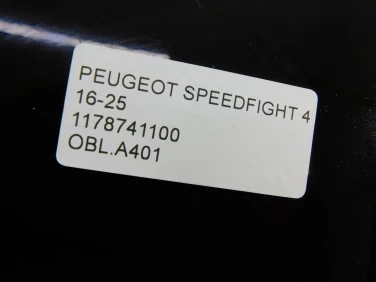 PEUGEOT SPEEDFIGHT 4
16-25
1178741100
OBL.A401